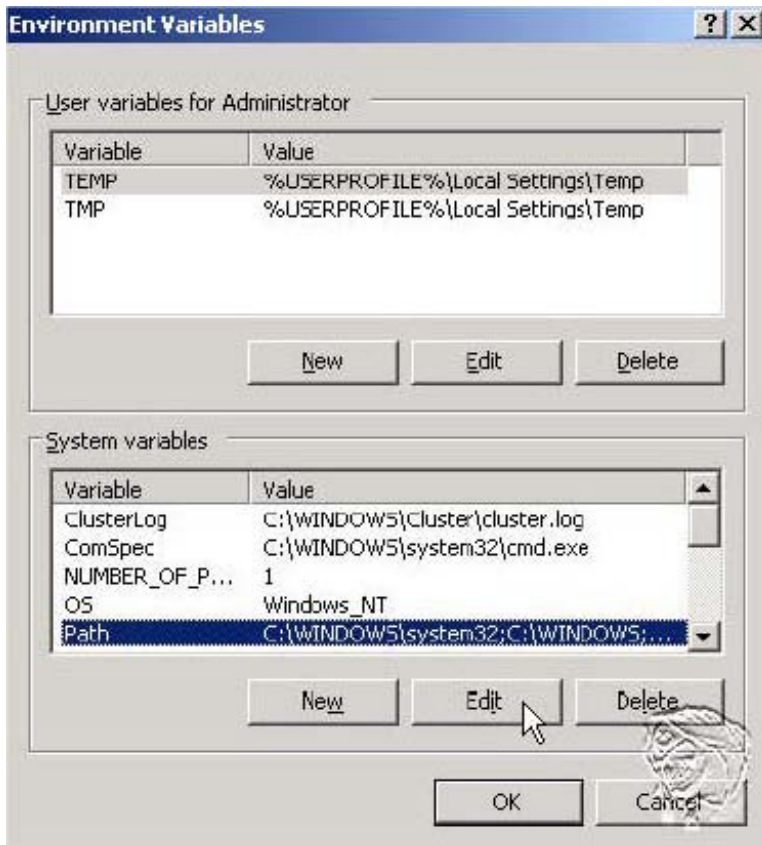 Environment Variables
User variables for Administrator
Variable Value
TEMP %USERPROFILE%\Local Settings\Temp
TMP %USERPROFILE%\Local Settings\Temp
New Edit Delete
System variables
Variable Value
ClusterLog C:\WINDOWS\Cluster\cluster.log
ComSpec C:\WINDOWS\system32\cmd.exe
NUMBER_OF_P... 1
OS Windows_NT
Path C:\WINDOWS\system32;C:\WINDOWS;...
New Edit Delete
OK Cancel